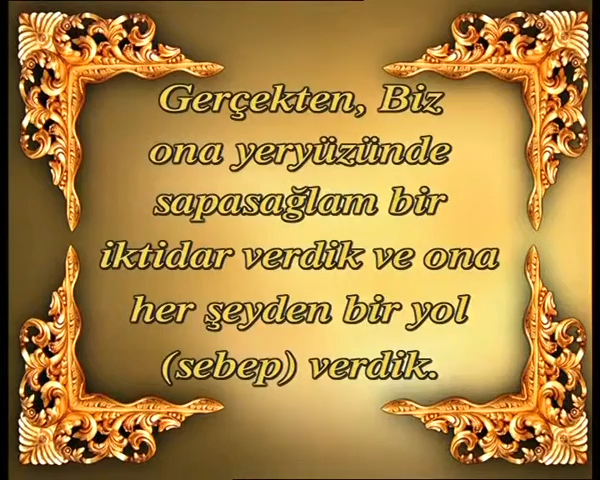 Gerçekten, Biz
ona yeryüzünde
sapasağlam bir
iktidar verdik ve ona
her şeyden bir yol
(sebep) verdik.